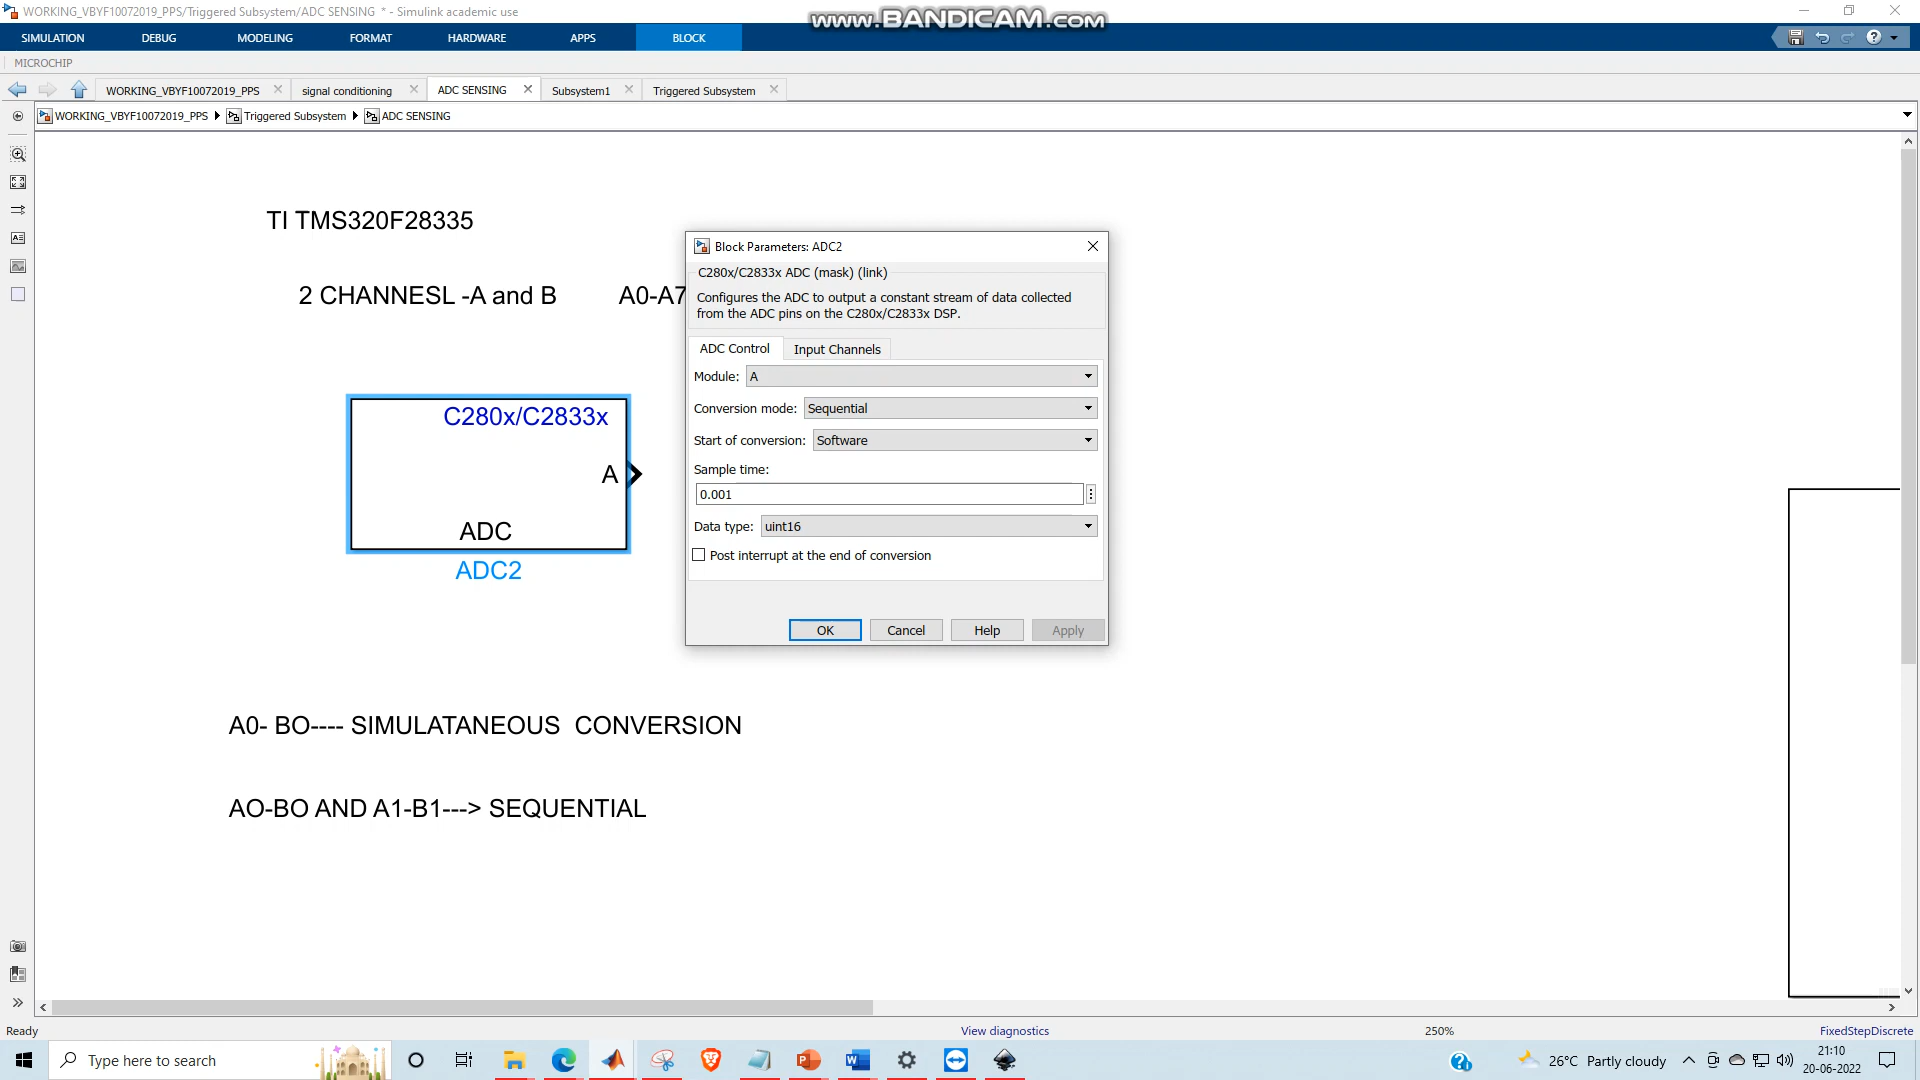 WORKING_VBYF10072019_PPS/Triggered Subsystem/ADC SENSING * - Simulink academic use
www.BANDICAM.com
SIMULATION DEBUG MODELING FORMAT HARDWARE APPS BLOCK
MICROCHIP
WORKING_VBYF10072019_PPS signal conditioning ADC SENSING Subsystem1 Triggered Subsystem
WORKING_VBYF10072019_PPS Triggered Subsystem ADC SENSING
TI TMS320F28335
2 CHANNESL -A and B A0-A7
C280x/C2833x
A
ADC
ADC2
Block Parameters: ADC2
C280x/C2833x ADC (mask) (link)
Configures the ADC to output a constant stream of data collected
from the ADC pins on the C280x/C2833x DSP.
ADC Control Input Channels
Module: A
Conversion mode: Sequential
Start of conversion: Software
Sample time:
0.001
Data type: uint16
Post interrupt at the end of conversion
OK Cancel Help Apply
A0- BO---- SIMULATANEOUS CONVERSION
AO-BO AND A1-B1---> SEQUENTIAL
Ready View diagnostics 250% FixedStepDiscrete
Type here to search
26°C Partly cloudy
21:10
20-06-2022